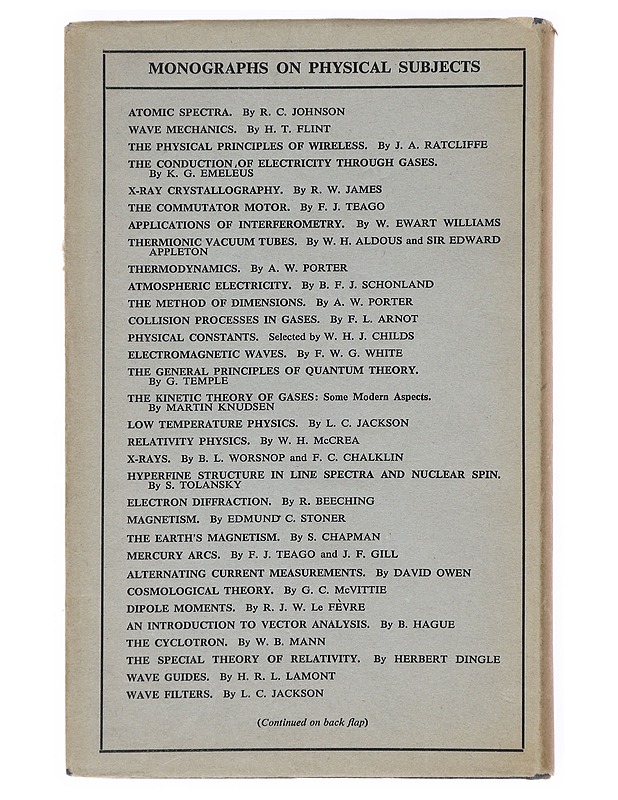 MONOGRAPHS ON PHYSICAL SUBJECTS
ATOMIC SPECTRA. By R. C. JOHNSON
WAVE MECHANICS. By H. T. FLINT
THE PHYSICAL PRINCIPLES OF WIRELESS. By J. A. RATCLIFFE
THE CONDUCTION OF ELECTRICITY THROUGH GASES.
By K. G. EMELEUS
X-RAY CRYSTALLOGRAPHY. By R. W. JAMES
THE COMMUTATOR MOTOR. By F. J. TEAGO
APPLICATIONS OF INTERFEROMETRY. By W. EWART WILLIAMS
THERMIONIC VACUUM TUBES. By W. H. ALDOUS and SIR EDWARD
APPLETON
THERMODYNAMICS. By A. W. PORTER
ATMOSPHERIC ELECTRICITY. By B. F. J. SCHONLAND
THE METHOD OF DIMENSIONS. By A. W. PORTER
COLLISION PROCESSES IN GASES. By F. L. ARNOT
PHYSICAL CONSTANTS. Selected by W. H. J. CHILDS
ELECTROMAGNETIC WAVES. By F. W. G. WHITE
THE GENERAL PRINCIPLES OF QUANTUM THEORY.
By G. TEMPLE
THE KINETIC THEORY OF GASES: Some Modern Aspects.
By MARTIN KNUDSEN
LOW TEMPERATURE PHYSICS. By L. C. JACKSON
RELATIVITY PHYSICS. By W. H. McCREA
X-RAYS. By B. L. WORSNOP and F. C. CHALKLIN
HYPERFINE STRUCTURE IN LINE SPECTRA AND NUCLEAR SPIN.
By S. TOLANSKY
ELECTRON DIFFRACTION. By R. BEECHING
MAGNETISM. By EDMUND C. STONER
THE EARTH'S MAGNETISM. By S. CHAPMAN
MERCURY ARCS. By F. J. TEAGO and J. F. GILL
ALTERNATING CURRENT MEASUREMENTS. By DAVID OWEN
COSMOLOGICAL THEORY. By G. C. McVITTIE
DIPOLE MOMENTS. By R. J. W. Le FÈVRE
AN INTRODUCTION TO VECTOR ANALYSIS. By B. HAGUE
THE CYCLOTRON. By W. B. MANN
THE SPECIAL THEORY OF RELATIVITY. By HERBERT DINGLE
WAVE GUIDES. By H. R. L. LAMONT
WAVE FILTERS. By L. C. JACKSON
(Continued on back flap)